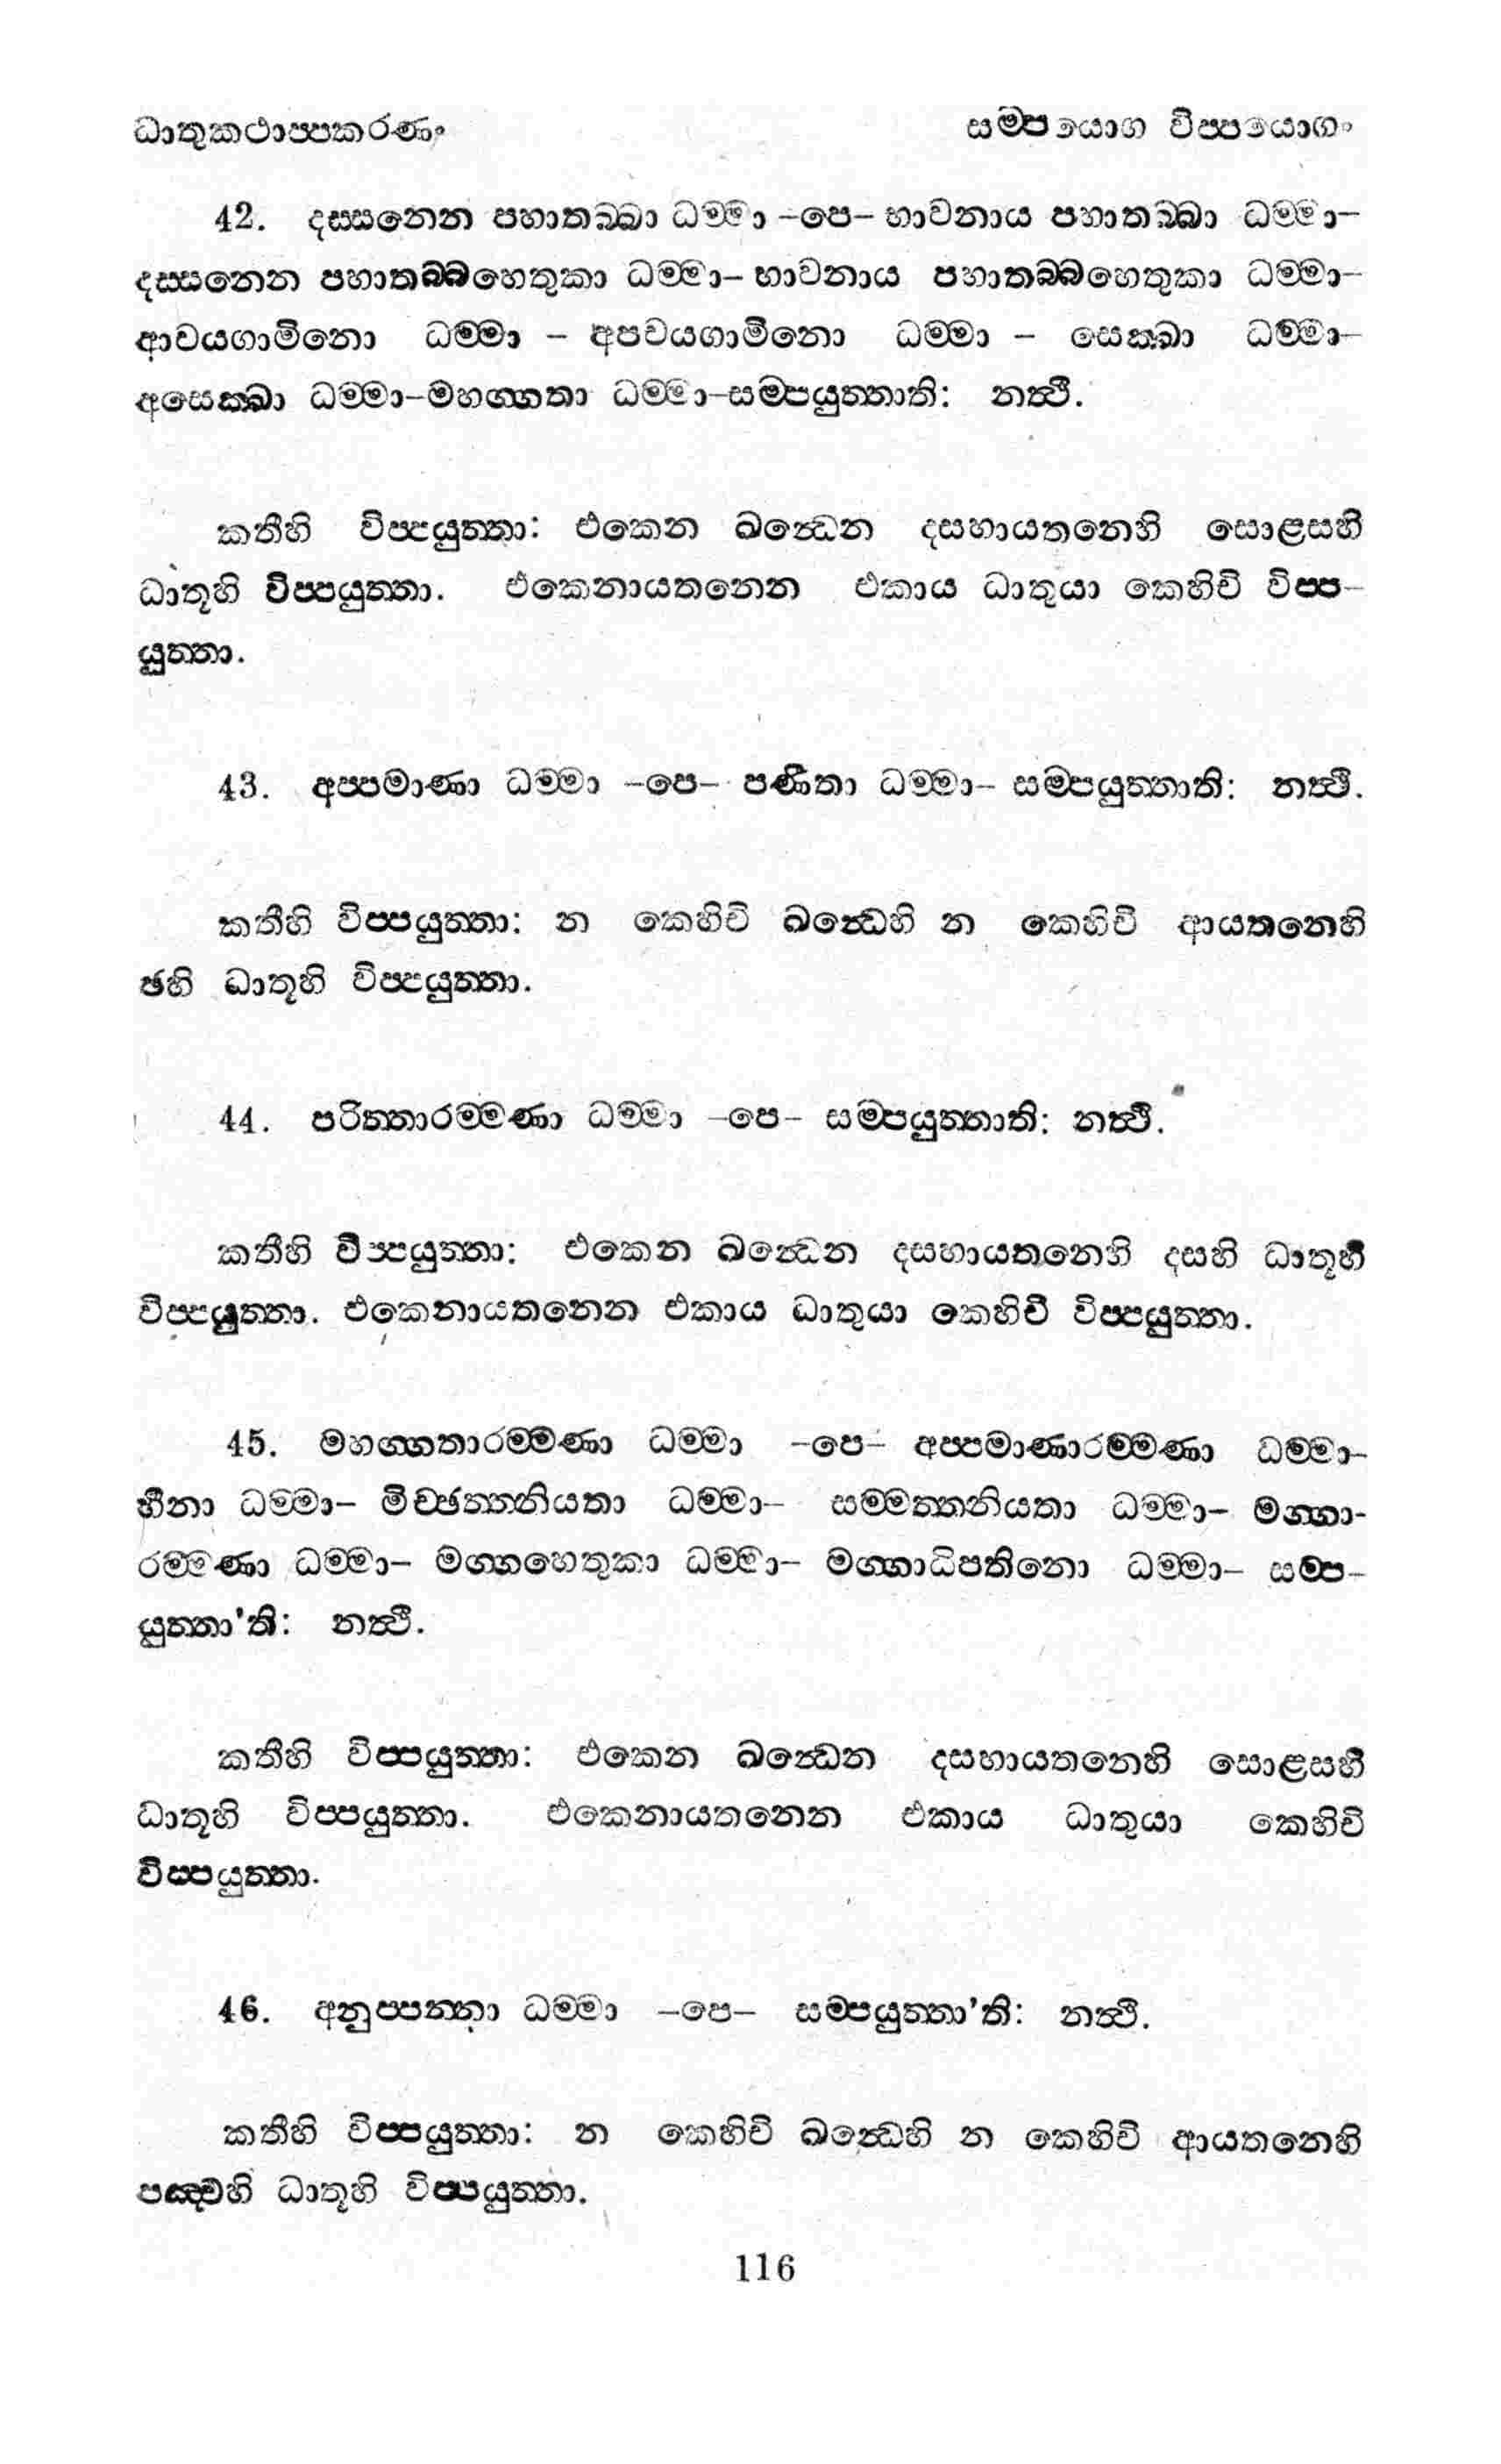 ධාතුකථාප්පකරණං සම්පයොග විප්පයොගං
42. දස්සනෙන පහාතබ්බා ධම්මා -පෙ- භාවනාය පහාතබ්බා ධම්මා-
දස්සනෙන පහාතබ්බහෙතුකා ධම්මා- භාවනාය පහාතබ්බහෙතුකා ධම්මා-
ආචයගාමිනො ධම්මා - අපචයගාමිනො ධම්මා - සෙක්ඛා ධම්මා-
අසෙක්ඛා ධම්මා-මහග්ගතා ධම්මා-සම්පයුත්තාති: නත්ථි.
කතීහි විප්පයුත්තා: එකෙන ඛන්ධෙන දසහායතනෙහි සොළසහි
ධාතූහි විප්පයුත්තා. එකෙනායතනෙන එකාය ධාතුයා කෙහිචි විප්ප-
යුත්තා.
43. අප්පමාණා ධම්මා -පෙ- පණීතා ධම්මා- සම්පයුත්තාති: නත්ථි.
කතීහි විප්පයුත්තා: න කෙහිචි ඛන්ධෙහි න කෙහිචි ආයතනෙහි
ඡහි ධාතූහි විප්පයුත්තා.
44. පරිත්තාරම්මණා ධම්මා -පෙ- සම්පයුත්තාති: නත්ථි.
කතීහි විප්පයුත්තා: එකෙන ඛන්ධෙන දසහායතනෙහි දසහි ධාතූහි
විප්පයුත්තා. එකෙනායතනෙන එකාය ධාතුයා කෙහිචි විප්පයුත්තා.
45. මහග්ගතාරම්මණා ධම්මා -පෙ- අප්පමාණාරම්මණා ධම්මා-
හීනා ධම්මා- මිච්ඡත්තනියතා ධම්මා- සම්මත්තනියතා ධම්මා- මග්ගා-
රම්මණා ධම්මා- මග්ගහෙතුකා ධම්මා- මග්ගාධිපතිනො ධම්මා- සම්ප-
යුත්තා'ති: නත්ථි.
කතීහි විප්පයුත්තා: එකෙන ඛන්ධෙන දසහායතනෙහි සොළසහි
ධාතූහි විප්පයුත්තා. එකෙනායතනෙන එකාය ධාතුයා කෙහිචි
විප්පයුත්තා.
46. අනුප්පන්නා ධම්මා -පෙ- සම්පයුත්තා'ති: නත්ථි.
කතීහි විප්පයුත්තා: න කෙහිචි ඛන්ධෙහි න කෙහිචි ආයතනෙහි
පඤ්චහි ධාතූහි විප්පයුත්තා.
116